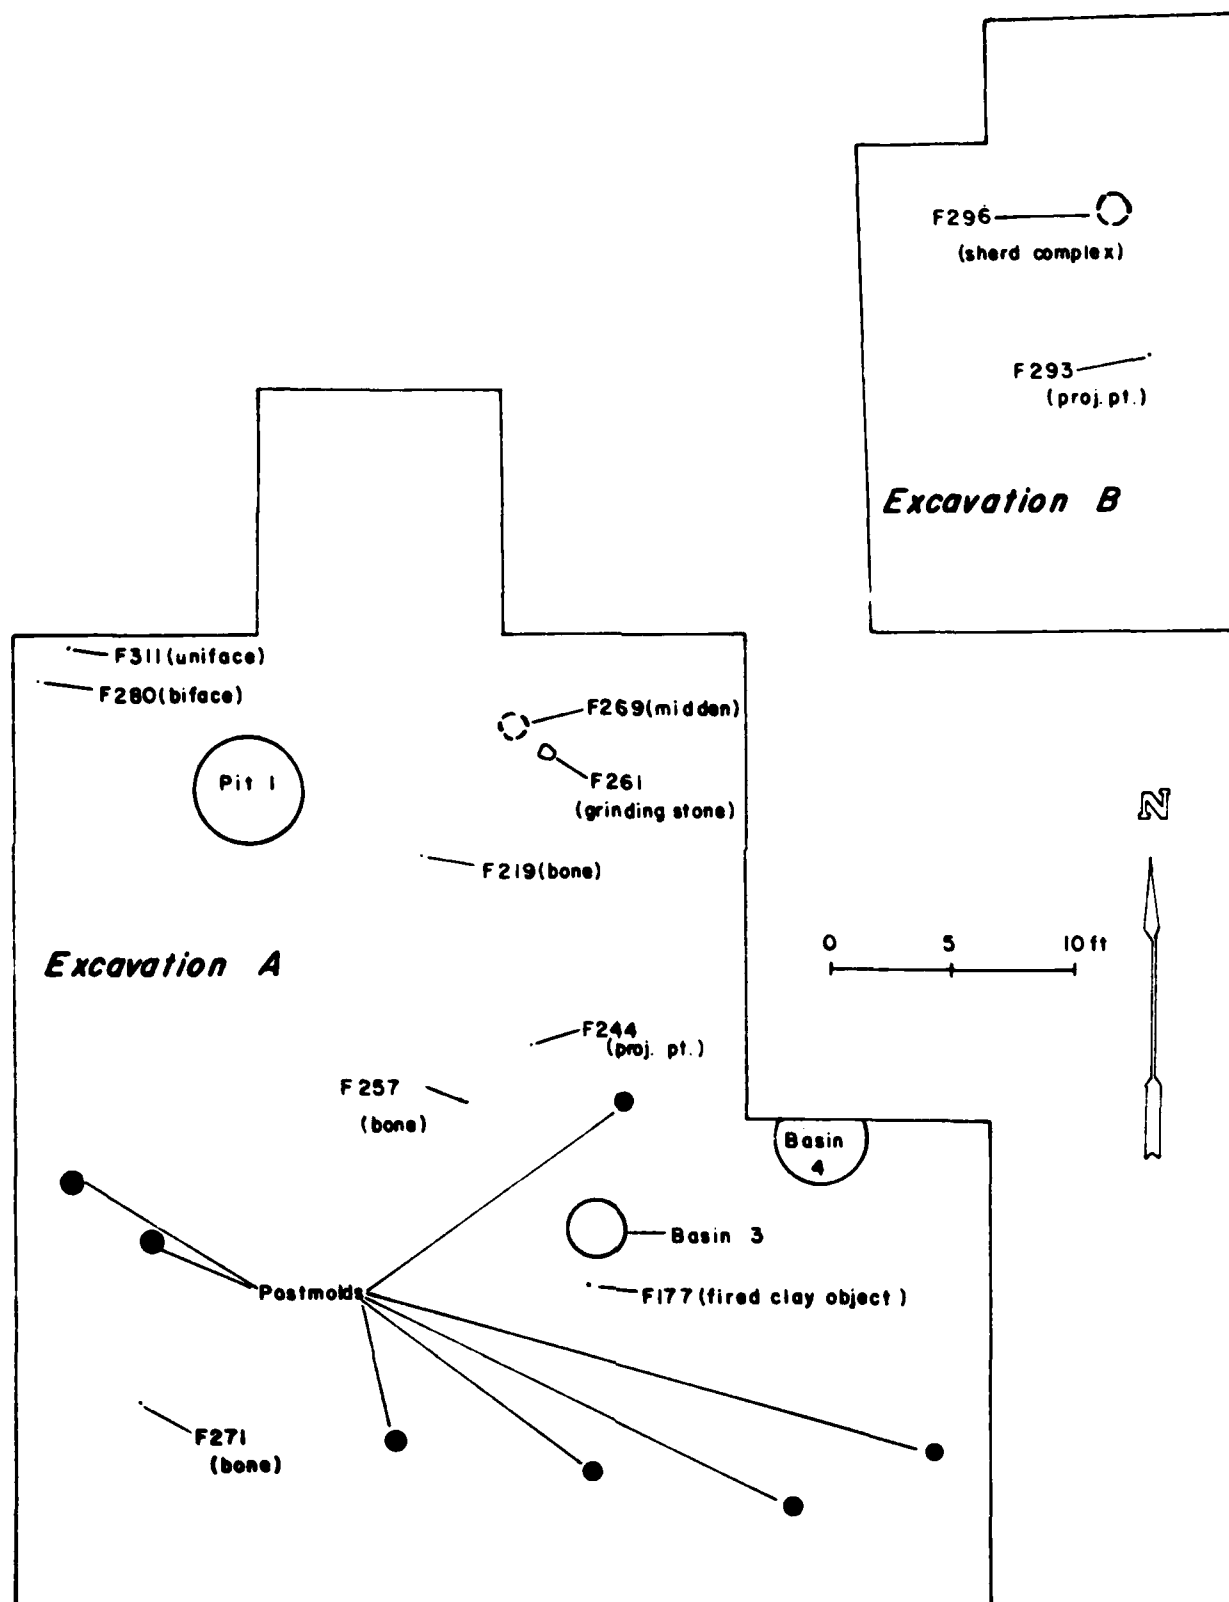 F296
(sherd complex)
F293
(proj. pt.)
Excavation B
F311 (uniface)
F280 (biface)
F269 (midden)
Pit 1
F261
(grinding stone)
N
F219 (bone)
Excavation A
0 5 10 ft
F244
(proj. pt.)
F257
(bone)
Basin
4
Basin 3
Postmolds
F177 (fired clay object)
F271
(bone)